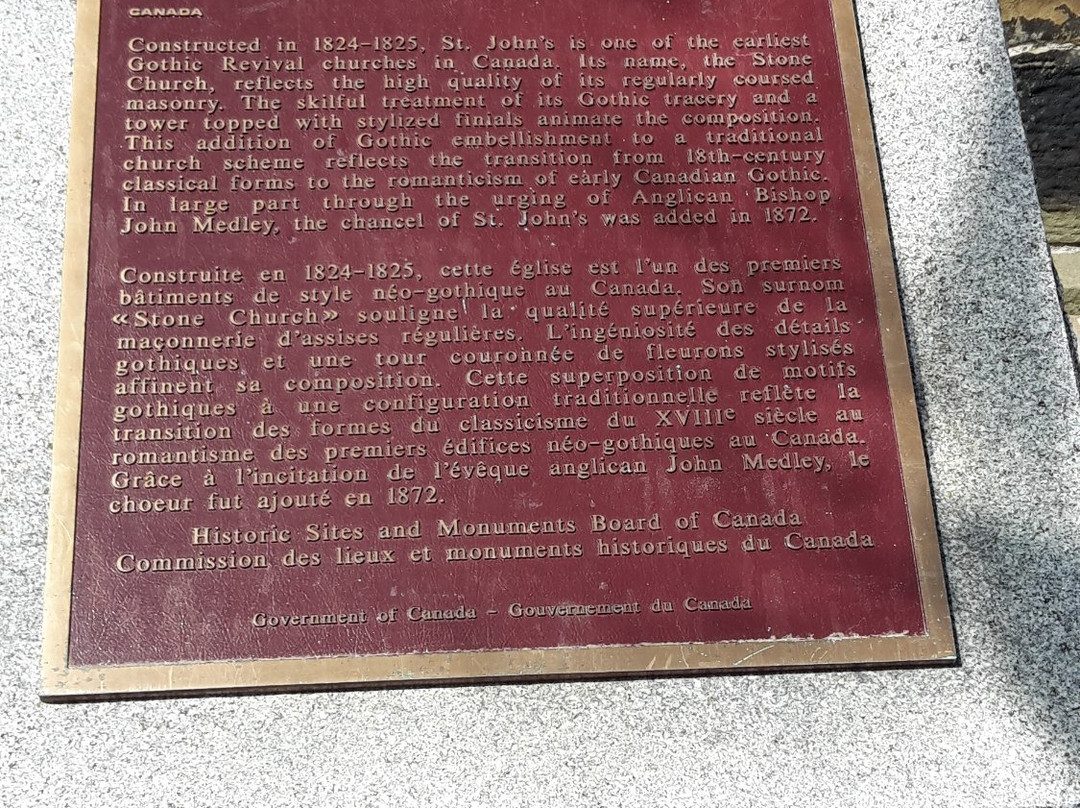 CANADA
Constructed in 1824-1825, St. John's is one of the earliest
Gothic Revival churches in Canada. Its name, the Stone
Church, reflects the high quality of its regularly coursed
masonry. The skilful treatment of its Gothic tracery and a
tower topped with stylized finials animate the composition.
This addition of Gothic embellishment to a traditional
church scheme reflects the transition from 18th-century
classical forms to the romanticism of early Canadian Gothic.
In large part through the urging of Anglican Bishop
John Medley, the chancel of St. John's was added in 1872.
Construite en 1824-1825, cette église est l'un des premiers
bâtiments de style néo-gothique au Canada. Son surnom
«Stone Church» souligne la qualité supérieure de la
maçonnerie d'assises régulières. L'ingéniosité des détails
gothiques et une tour couronnée de fleurons stylisés
affinent sa composition. Cette superposition de motifs
gothiques à une configuration traditionnelle reflète la
transition des formes du classicisme du XVIIIe siècle au
romantisme des premiers édifices néo-gothiques au Canada.
Grâce à l'incitation de l'évêque anglican John Medley, le
choeur fut ajouté en 1872.
Historic Sites and Monuments Board of Canada
Commission des lieux et monuments historiques du Canada
Government of Canada - Gouvernement du Canada